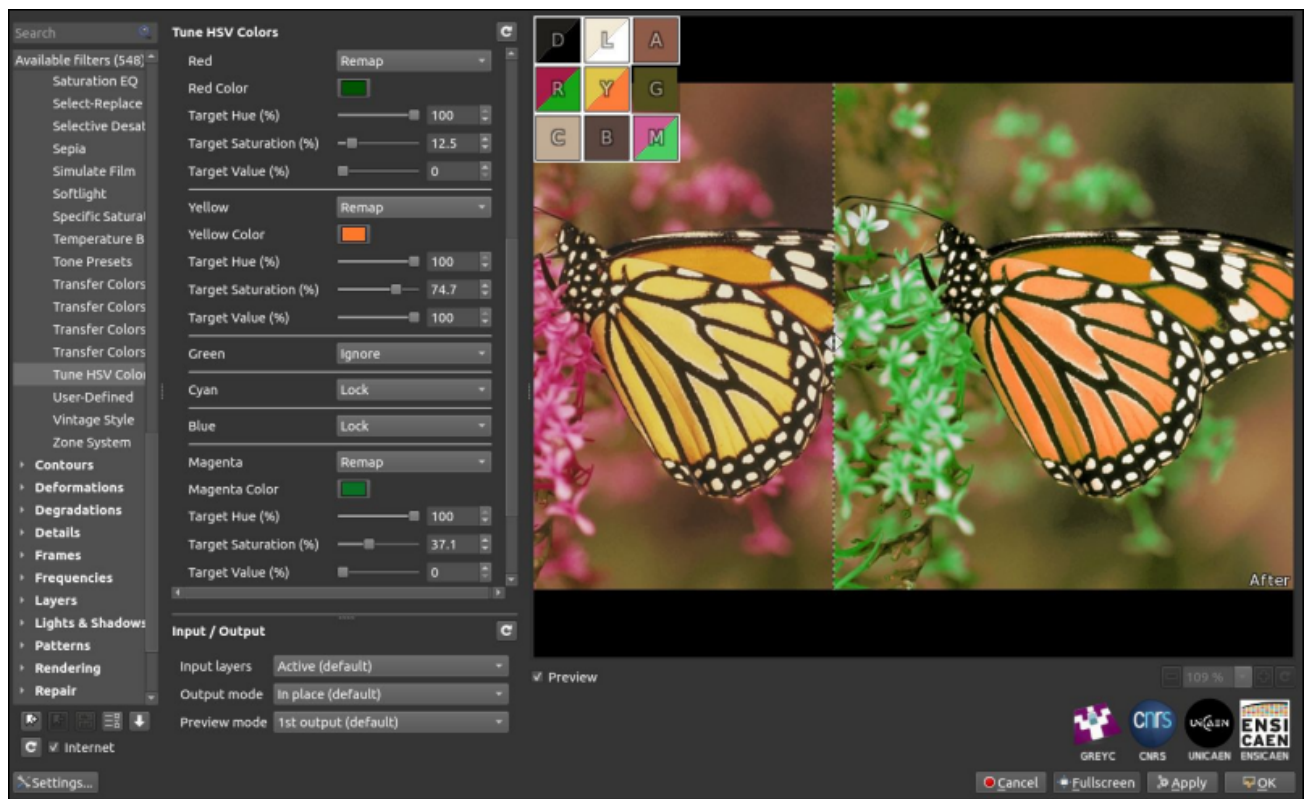 Search
Available filters (548)
Saturation EQ
Select-Replace
Selective Desat
Sepia
Simulate Film
Softlight
Specific Saturat
Temperature B
Tone Presets
Transfer Colors
Transfer Colors
Transfer Colors
Transfer Colors
Tune HSV Color
User-Defined
Vintage Style
Zone System
Contours
Deformations
Degradations
Details
Frames
Frequencies
Layers
Lights & Shadows
Patterns
Rendering
Repair
Internet
Settings...
Tune HSV Colors
Red Remap
Red Color
Target Hue (%) 100
Target Saturation (%) 12.5
Target Value (%) 0
Yellow Remap
Yellow Color
Target Hue (%) 100
Target Saturation (%) 74.7
Target Value (%) 100
Green Ignore
Cyan Lock
Blue Lock
Magenta Remap
Magenta Color
Target Hue (%) 100
Target Saturation (%) 37.1
Target Value (%) 0
Input / Output
Input layers Active (default)
Output mode In place (default)
Preview mode 1st output (default)
D L A
R Y G
C B M
After
Preview
109 %
cnrs UNICAEN ENSI
CAEN
GREYC CNRS UNICAEN ENSICAEN
Cancel Fullscreen Apply OK